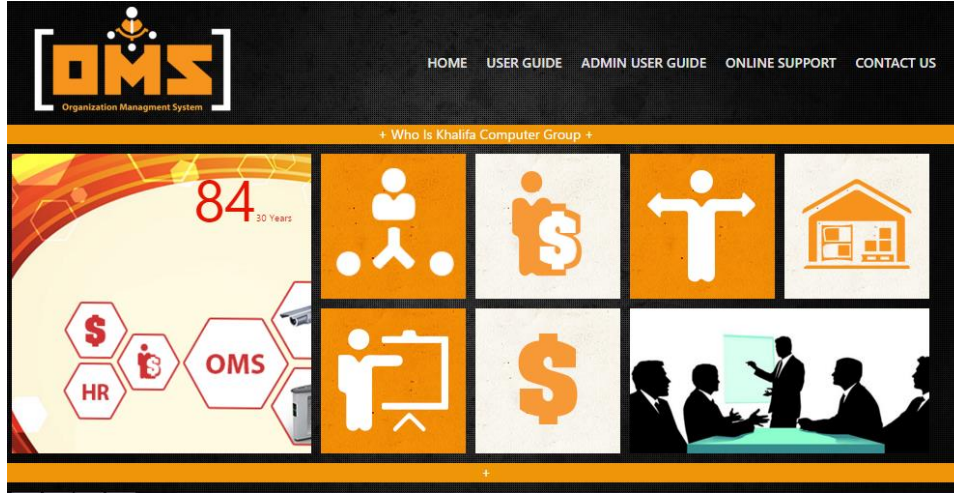 OMS
Organization Managment System
HOME USER GUIDE ADMIN USER GUIDE ONLINE SUPPORT CONTACT US
+ Who Is Khalifa Computer Group +
84 30 Years
$
$
OMS
HR
$
$
+